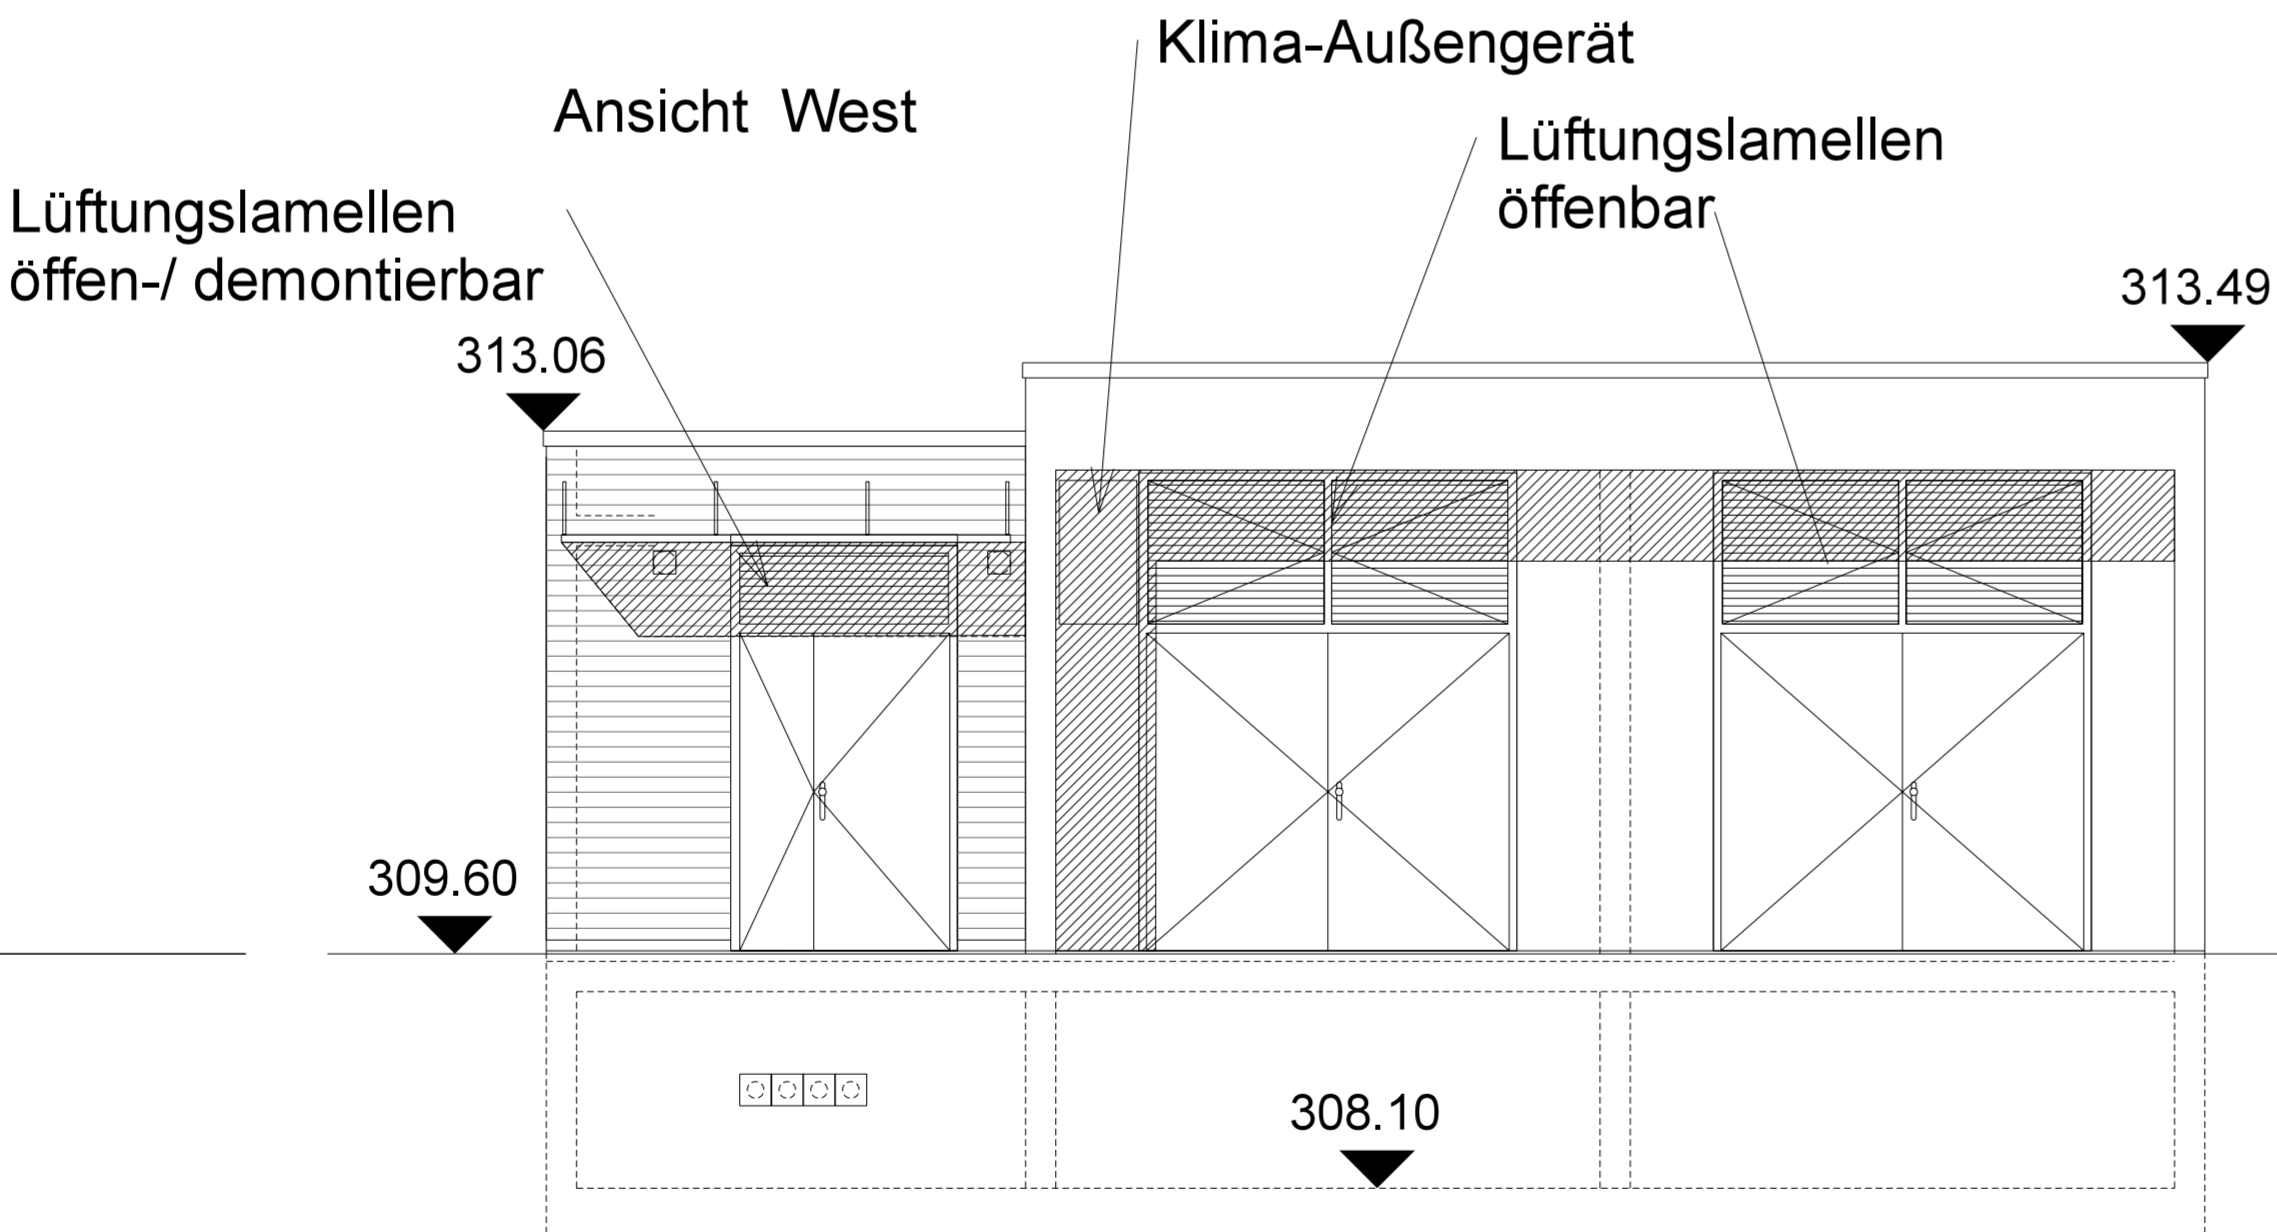 Klima-Außengerät
Ansicht West
Lüftungslamellen
öffenbar
Lüftungslamellen
öffen-/ demontierbar
313.49
313.06
309.60
308.10